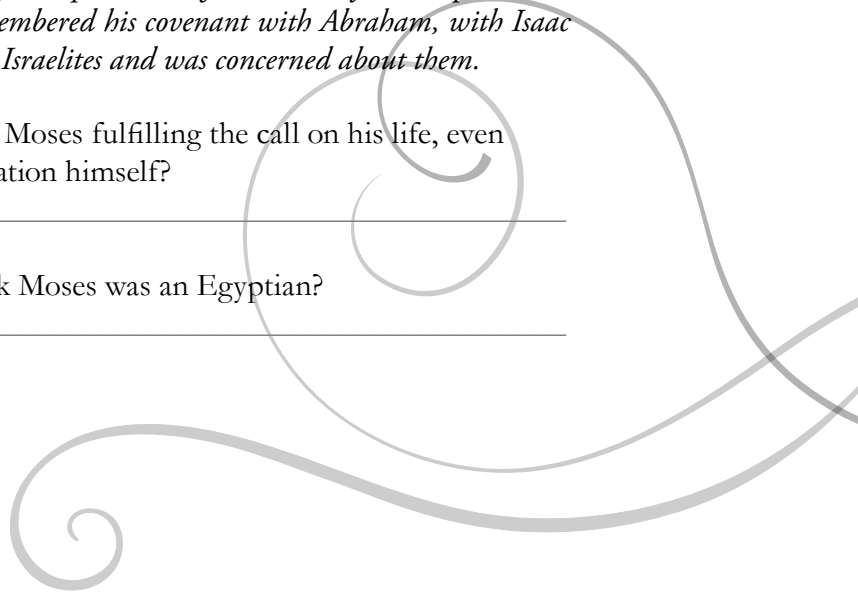 embered his covenant with Abraham, with Isaac
Israelites and was concerned about them.
Moses fulfilling the call on his life, even
ation himself?
k Moses was an Egyptian?